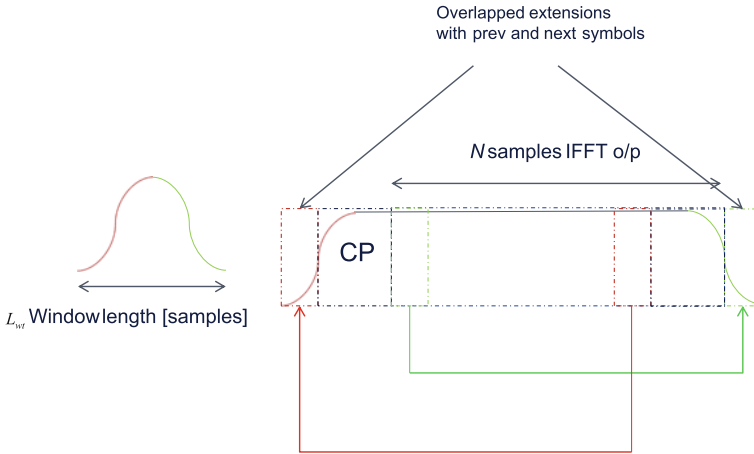 Overlapped extensions
with prev and next symbols
N samples IFFT o/p
CP
L_wt Window length [samples]